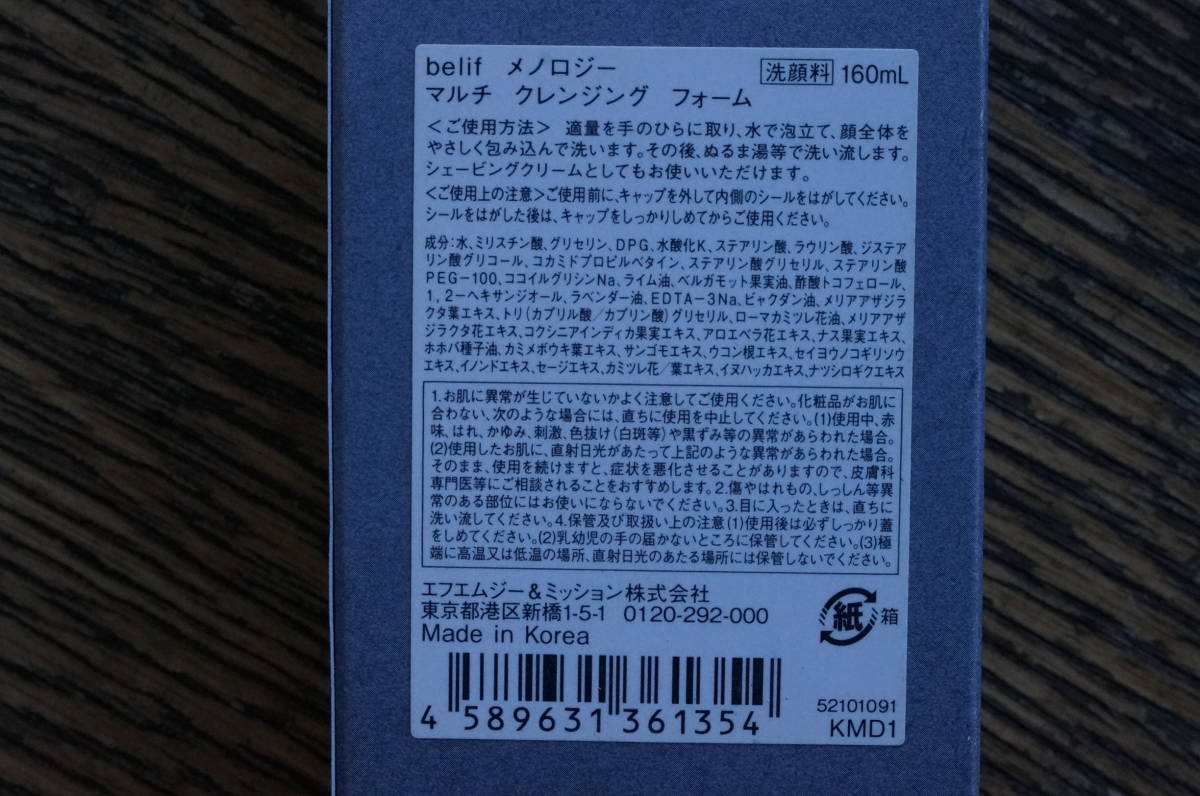 belif メノロジー 洗顔料 160mL
マルチ クレンジング フォーム
＜ご使用方法＞ 適量を手のひらに取り、水で泡立て、顔全体を
やさしく包み込んで洗います。その後、ぬるま湯等で洗い流します。
シェービングクリームとしてもお使いいただけます。
＜ご使用上の注意＞ご使用前に、キャップを外して内側のシールをはがしてください。
シールをはがした後は、キャップをしっかりしめてからご使用ください。
成分：水、ミリスチン酸、グリセリン、DPG、水酸化K、ステアリン酸、ラウリン酸、ジステア
リン酸グリコール、コカミドプロピルベタイン、ステアリン酸グリセリル、ステアリン酸
PEG－100、ココイルグリシンNa、ライム油、ベルガモット果実油、酢酸トコフェロール、
1，2－ヘキサンジオール、ラベンダー油、EDTA－3Na、ビャクダン油、メリアアザジラ
クタ葉エキス、トリ（カプリル酸／カプリン酸）グリセリル、ローマカミツレ花油、メリアアザ
ジラクタ花エキス、コクシニアインディカ果実エキス、アロエベラ花エキス、ナス果実エキス、
ホホバ種子油、カミメボウキ葉エキス、サンゴモエキス、ウコン根エキス、セイヨウノコギリソウ
エキス、イノンドエキス、セージエキス、カミツレ花／葉エキス、イヌハッカエキス、ナツシロギクエキス
1.お肌に異常が生じていないかよく注意してご使用ください。化粧品がお肌に
合わない、次のような場合には、直ちに使用を中止してください。(1)使用中、赤
味、はれ、かゆみ、刺激、色抜け（白斑等）や黒ずみ等の異常があらわれた場合。
(2)使用したお肌に、直射日光があたって上記のような異常があらわれた場合。
そのまま、使用を続けますと、症状を悪化させることがありますので、皮膚科
専門医等にご相談されることをおすすめします。2.傷やはれもの、しっしん等異
常のある部位にはお使いにならないでください。3.目に入ったときは、直ちに
洗い流してください。4.保管及び取扱い上の注意(1)使用後は必ずしっかり蓋
をしめてください。(2)乳幼児の手の届かないところに保管してください。(3)極
端に高温又は低温の場所、直射日光のあたる場所には保管しないでください。
エフエムジー＆ミッション株式会社
東京都港区新橋1-5-1 0120-292-000
Made in Korea
紙 箱
4 589631 361354
52101091
KMD1